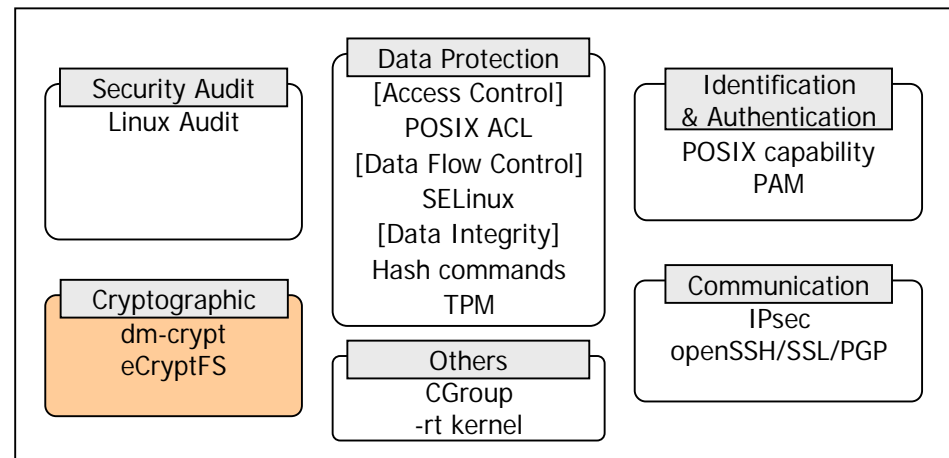 Security Audit
Linux Audit
Cryptographic
dm-crypt
eCryptFS
Data Protection
[Access Control]
POSIX ACL
[Data Flow Control]
SELinux
[Data Integrity]
Hash commands
TPM
Others
CGroup
-rt kernel
Identification
& Authentication
POSIX capability
PAM
Communication
IPsec
openSSH/SSL/PGP